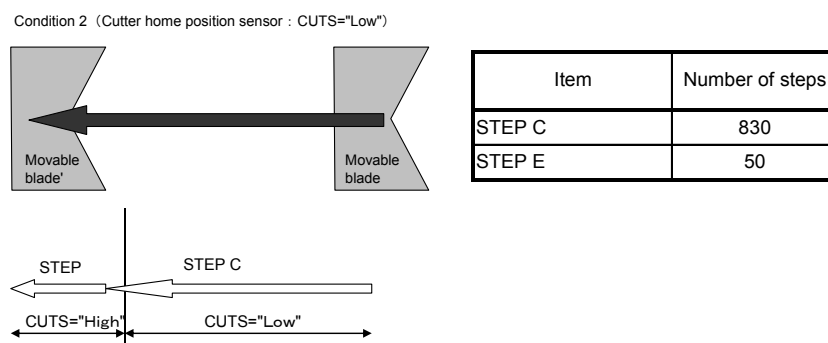 Condition 2（Cutter home position sensor：CUTS="Low"）
Item Number of steps
STEP C 830
STEP E 50
Movable
blade'
Movable
blade
STEP STEP C
CUTS="High" CUTS="Low"